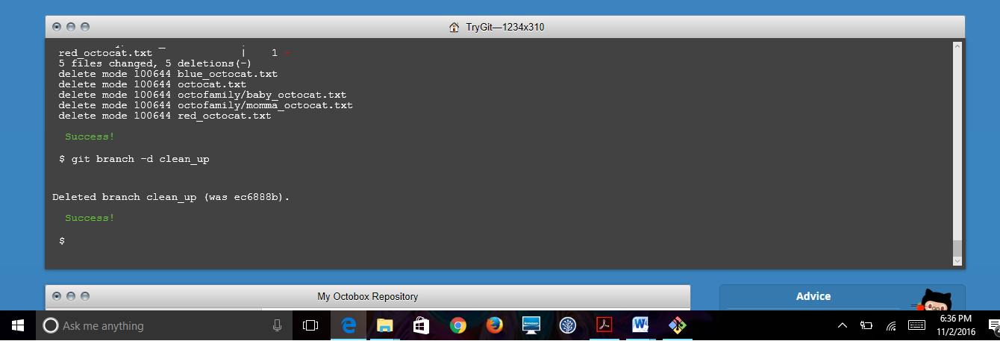 TryGit—1234x310
red_octocat.txt | 1 -
5 files changed, 5 deletions(-)
delete mode 100644 blue_octocat.txt
delete mode 100644 octocat.txt
delete mode 100644 octofamily/baby_octocat.txt
delete mode 100644 octofamily/momma_octocat.txt
delete mode 100644 red_octocat.txt
Success!
$ git branch -d clean_up
Deleted branch clean_up (was ec6888b).
Success!
$
My Octobox Repository
Advice
Ask me anything
6:36 PM
11/2/2016